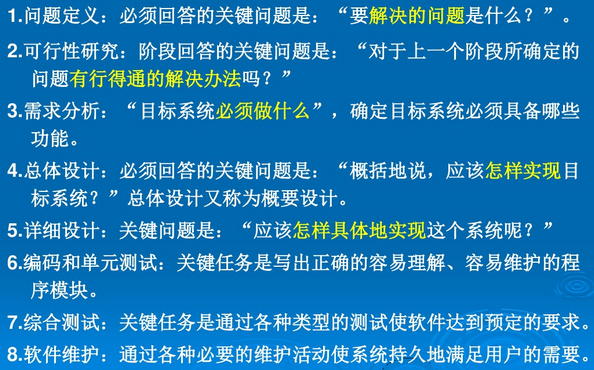 1.问题定义：必须回答的关键问题是：“要解决的问题是什么？”。
2.可行性研究：阶段回答的关键问题是：“对于上一个阶段所确定的
问题有行得通的解决办法吗？”
3.需求分析：“目标系统必须做什么”，确定目标系统必须具备哪些
功能。
4.总体设计：必须回答的关键问题是：“概括地说，应该怎样实现目
标系统？”总体设计又称为概要设计。
5.详细设计：关键问题是：“应该怎样具体地实现这个系统呢？”
6.编码和单元测试：关键任务是写出正确的容易理解、容易维护的程
序模块。
7.综合测试：关键任务是通过各种类型的测试使软件达到预定的要求。
8.软件维护：通过各种必要的维护活动使系统持久地满足用户的需要。